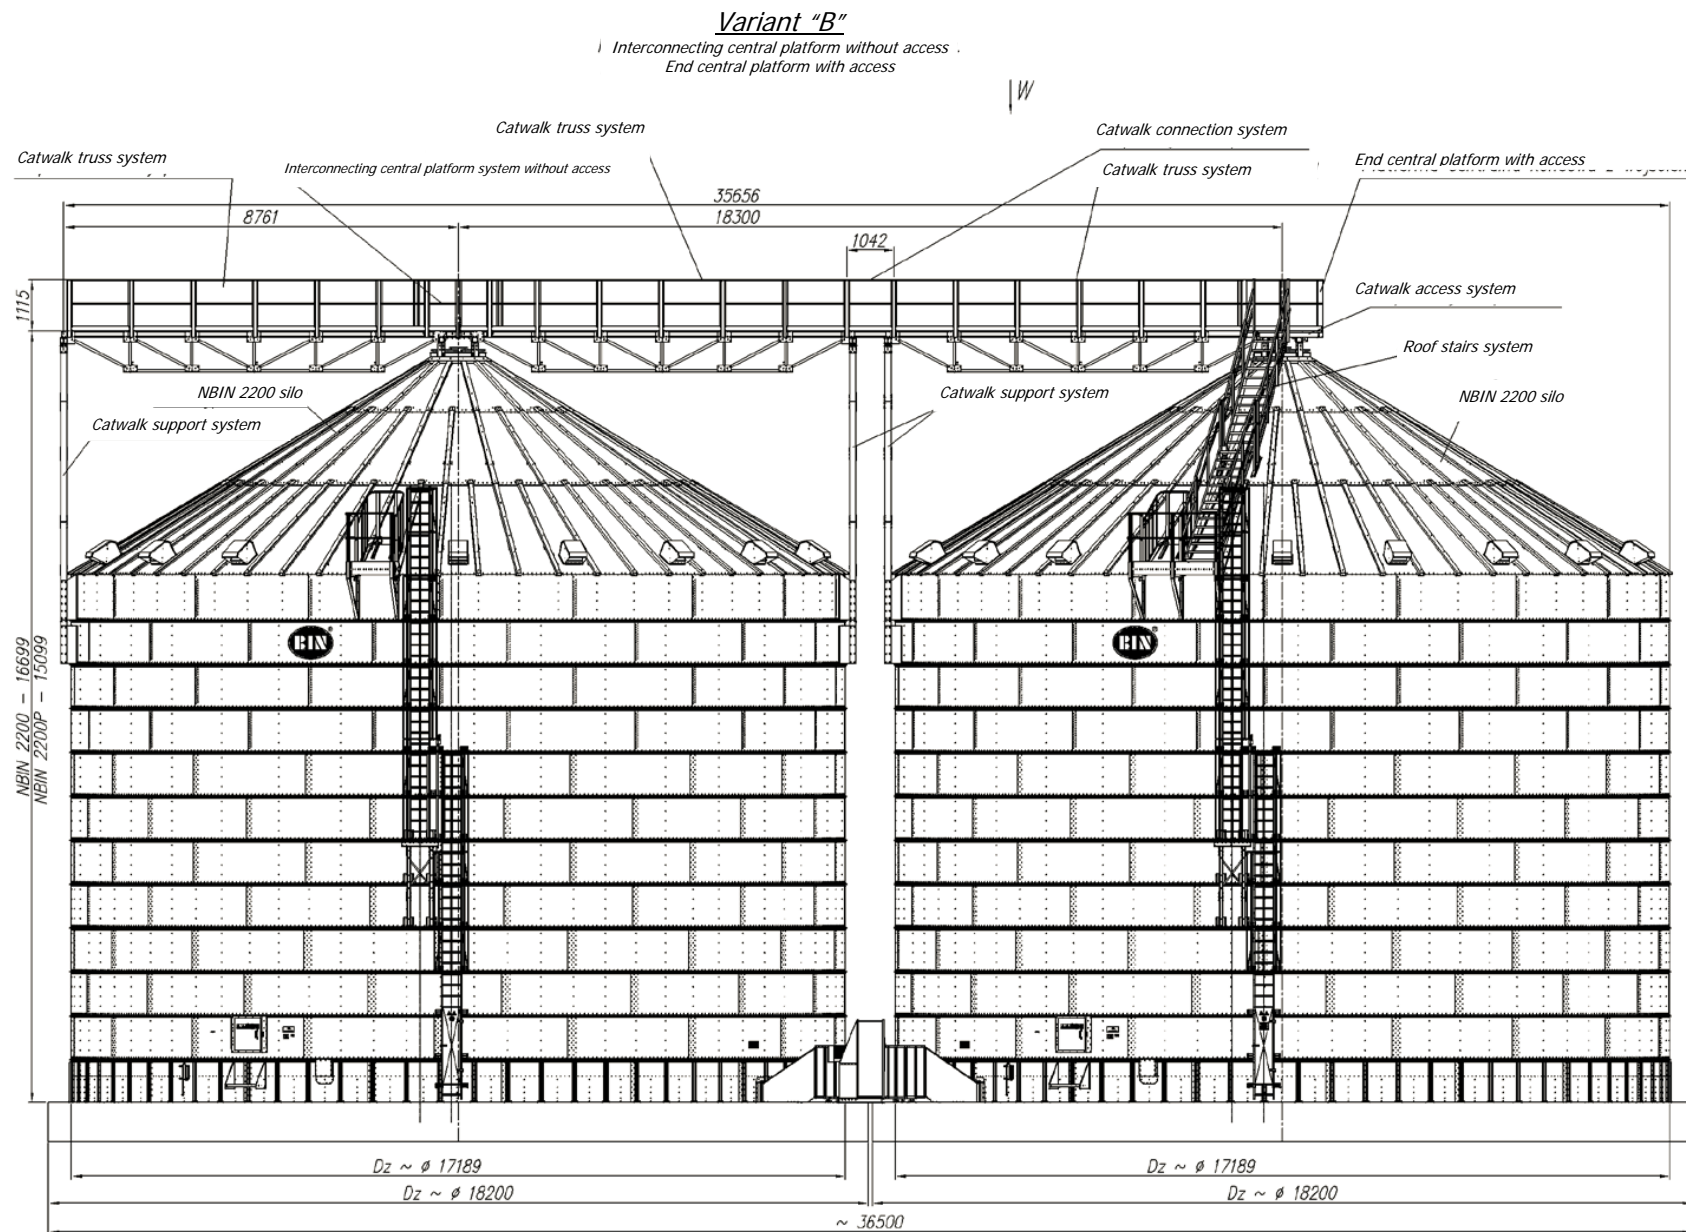 Variant “B”
Interconnecting central platform without access
End central platform with access
W
Catwalk truss system
Catwalk connection system
Catwalk truss system
Interconnecting central platform system without access
Catwalk truss system
End central platform with access
35656
8761
18300
1042
1115
Catwalk access system
Roof stairs system
NBIN 2200 silo
Catwalk support system
NBIN 2200 silo
Catwalk support system
BIN®
BIN®
NBIN 2200 - 16699
NBIN 2200P - 15099
Dz ~ ø 17189
Dz ~ ø 17189
Dz ~ ø 18200
Dz ~ ø 18200
~ 36500